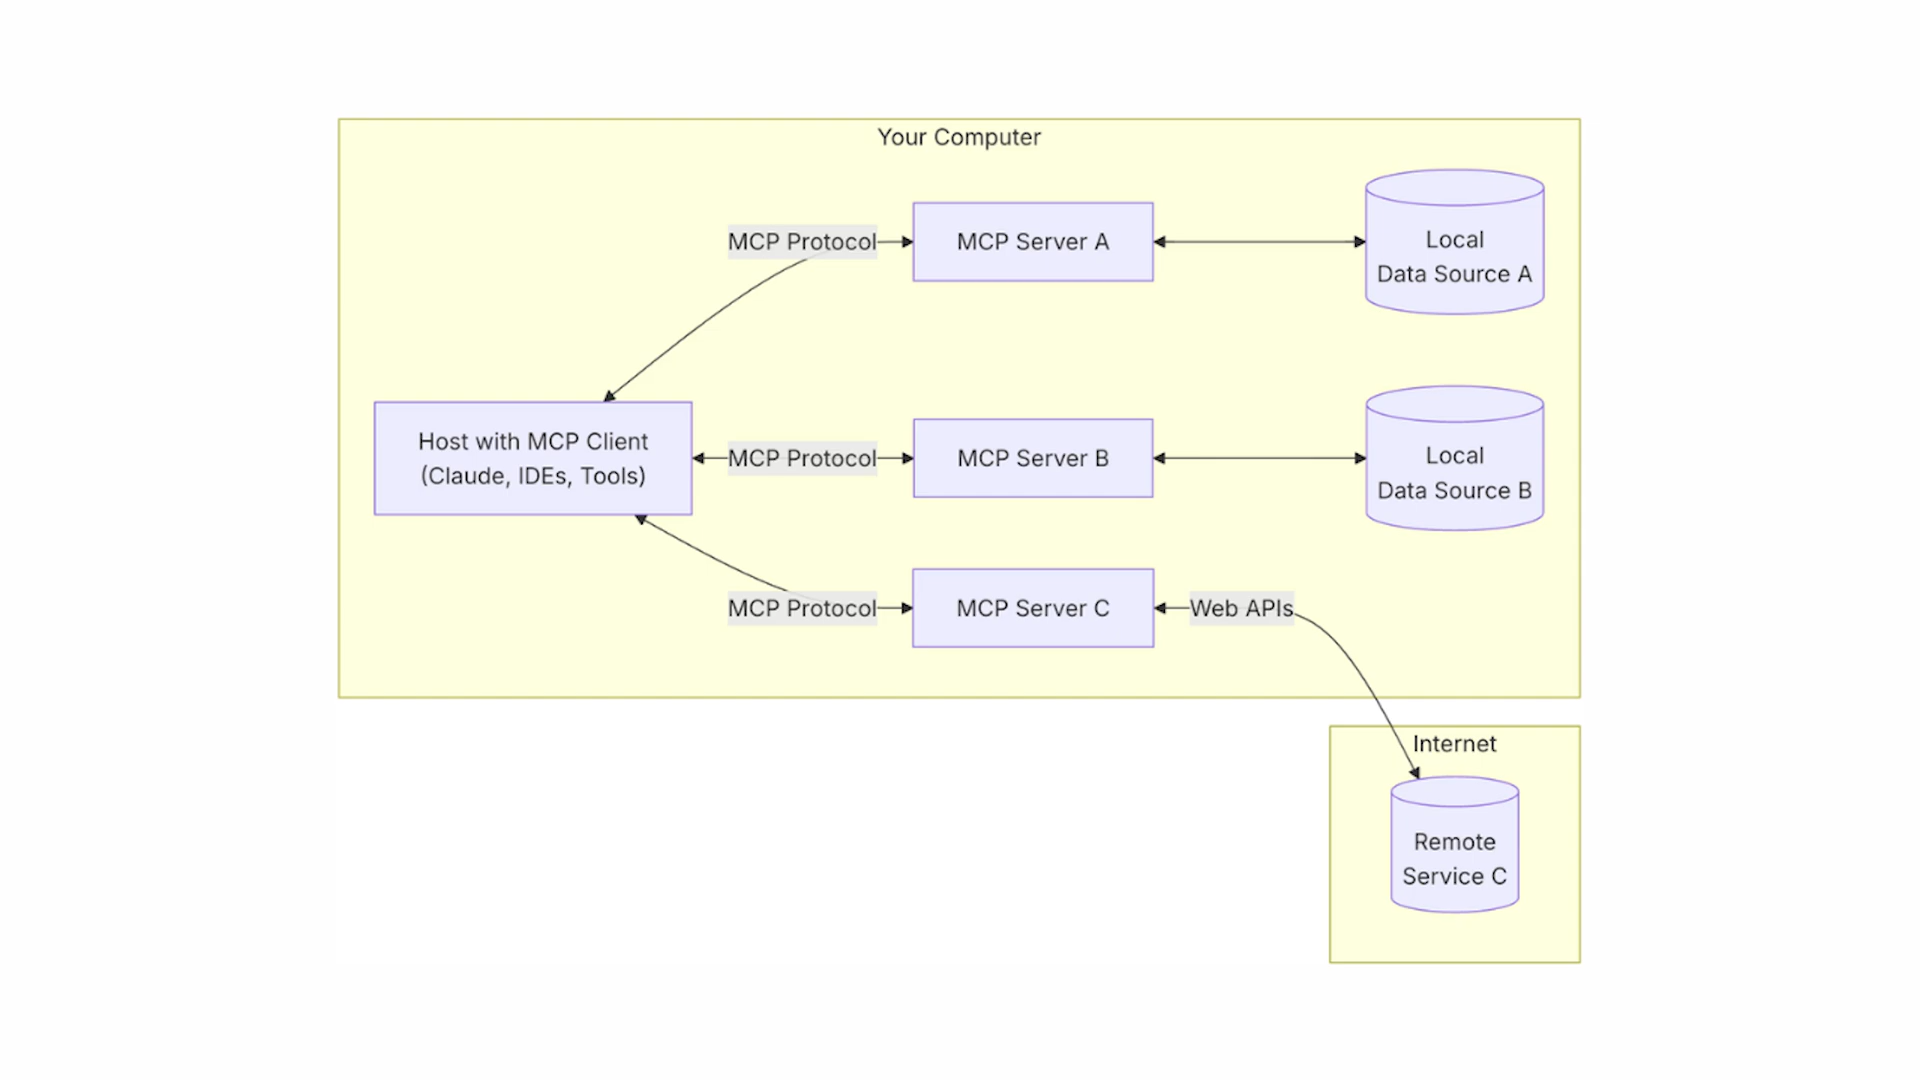 Your Computer
MCP Protocol
MCP Server A
Local
Data Source A
Host with MCP Client
(Claude, IDEs, Tools)
MCP Protocol
MCP Server B
Local
Data Source B
MCP Protocol
MCP Server C
Web APIs
Internet
Remote
Service C